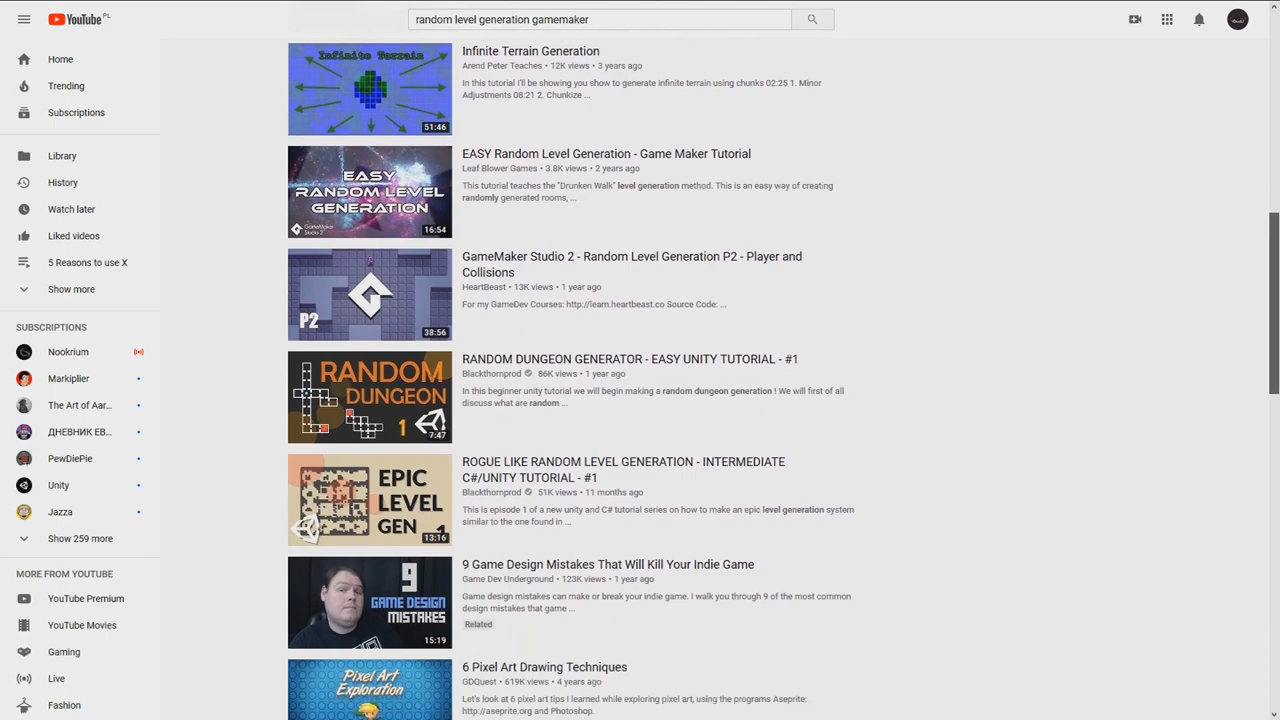 YouTube PL
random level generation gamemaker
Home
Trending
Subscriptions
Library
History
Watch later
Liked videos
5 Reasons to use X
Show more
SUBSCRIPTIONS
Nookrium
Markiplier
The Art of Aar...
ДНЕВНИК ЕВ...
PewDiePie
Unity
Jazza
Show 259 more
MORE FROM YOUTUBE
YouTube Premium
YouTube Movies
Gaming
Live
Fashion
Infinite Terrain
51:46
Infinite Terrain Generation
Arend Peter Teaches • 12K views • 3 years ago
In this tutorial I'll be showing you show to generate infinite terrain using chunks 02:25 1. Minor
Adjustments 08:21 2. Chunkize ...
EASY
RANDOM LEVEL
GENERATION
GameMaker
Studio 2
16:54
EASY Random Level Generation - Game Maker Tutorial
Leaf Blower Games • 3.8K views • 2 years ago
This tutorial teaches the "Drunken Walk" level generation method. This is an easy way of creating
randomly generated rooms, ...
P2
38:56
GameMaker Studio 2 - Random Level Generation P2 - Player and
Collisions
HeartBeast • 13K views • 1 year ago
For my GameDev Courses: http://learn.heartbeast.co Source Code: ...
RANDOM
DUNGEON
1
7:47
RANDOM DUNGEON GENERATOR - EASY UNITY TUTORIAL - #1
Blackthornprod • 86K views • 1 year ago
In this beginner unity tutorial we will begin making a random dungeon generation ! We will first of all
discuss what are random ...
EPIC
LEVEL
GEN 1
13:16
ROGUE LIKE RANDOM LEVEL GENERATION - INTERMEDIATE
C#/UNITY TUTORIAL - #1
Blackthornprod • 51K views • 11 months ago
This is episode 1 of a new unity and C# tutorial series on how to make an epic level generation system
similar to the one found in ...
9
GAME DESIGN
MISTAKES
15:19
9 Game Design Mistakes That Will Kill Your Indie Game
Game Dev Underground • 123K views • 1 year ago
Game design mistakes can make or break your indie game. I walk you through 9 of the most common
design mistakes that game ...
Related
Pixel Art
Exploration
6 Pixel Art Drawing Techniques
GDQuest • 619K views • 4 years ago
Let's look at 6 pixel art tips I learned while exploring pixel art, using the programs Aseprite:
http://aseprite.org and Photoshop.